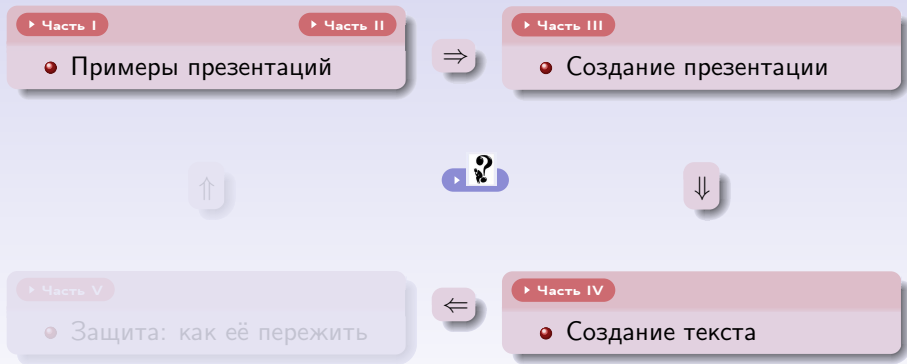 Часть I Часть II
Примеры презентаций
⇒
Часть III
Создание презентации
⇑
?
⇓
Часть V
Защита: как её пережить
⇐
Часть IV
Создание текста